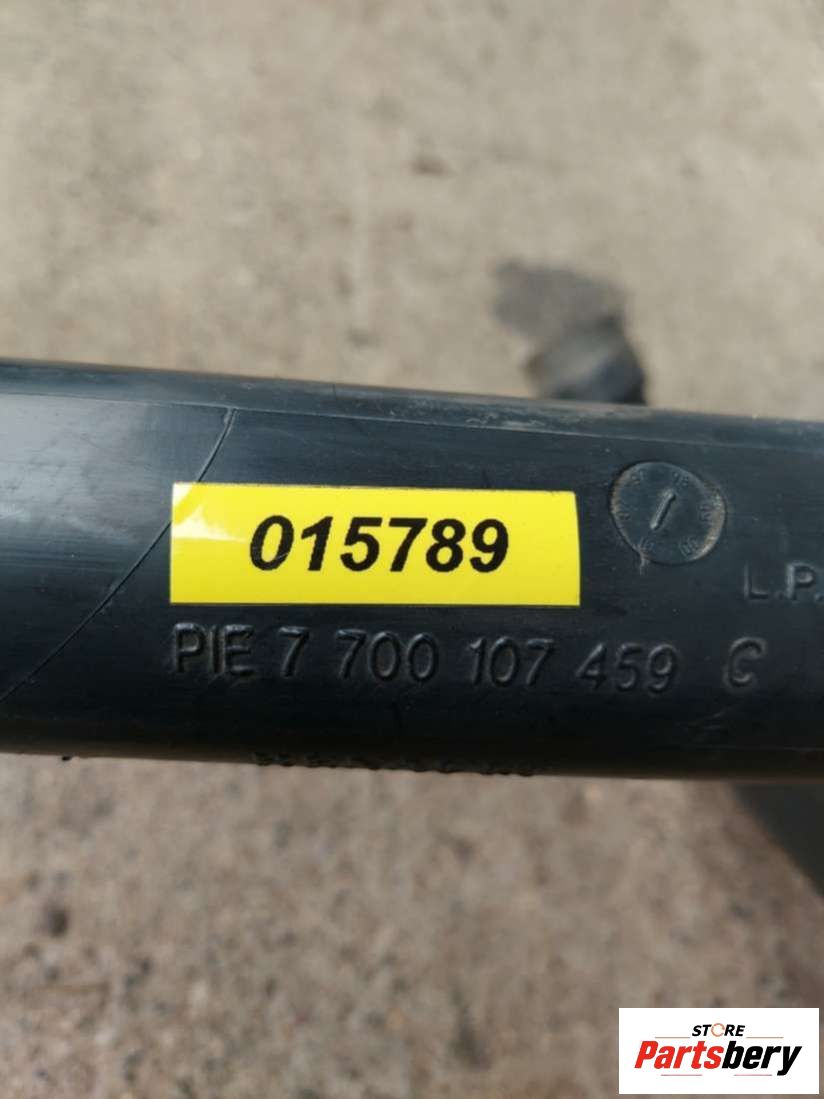 015789
L.P.
PIE 7 700 107 459 C
STORE
Partsbery